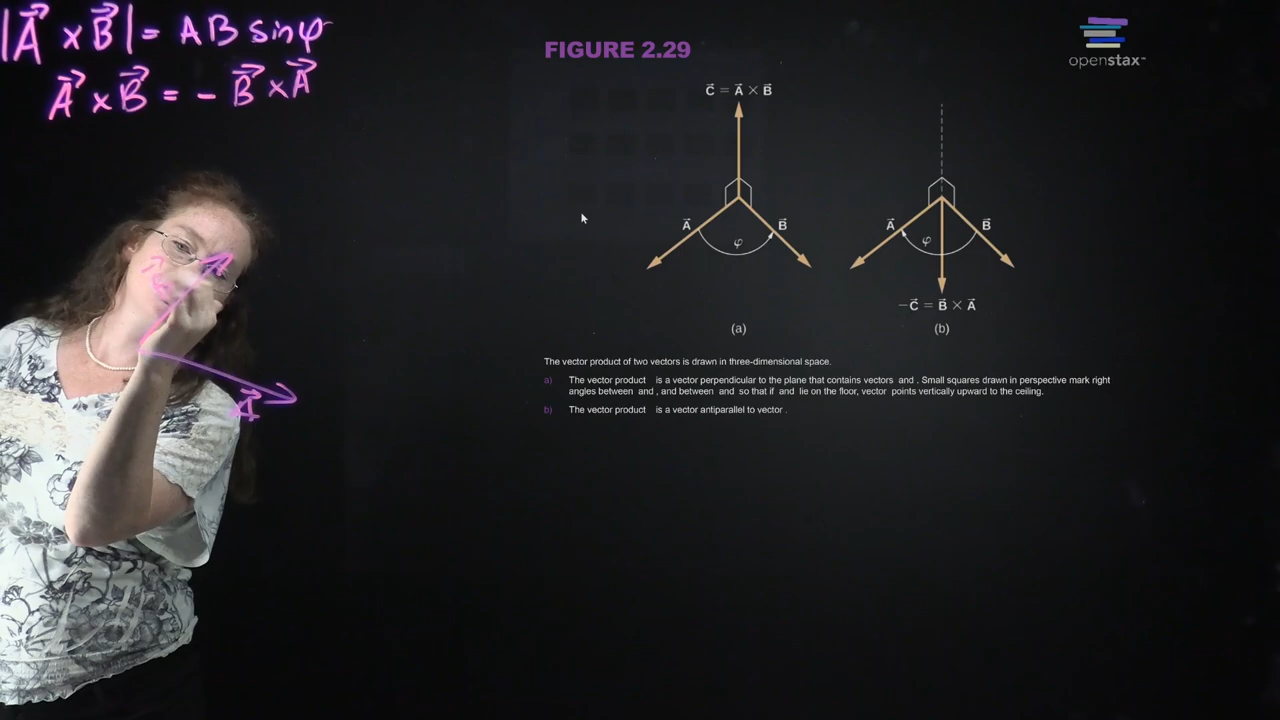 |A⃗ × B⃗| = A B sin φ
A⃗ × B⃗ = - B⃗ × A⃗
A⃗
FIGURE 2.29
openstax™
C⃗ = A⃗ × B⃗
A⃗
B⃗
φ
(a)
A⃗
B⃗
φ
−C⃗ = B⃗ × A⃗
(b)
The vector product of two vectors is drawn in three-dimensional space.
a) The vector product is a vector perpendicular to the plane that contains vectors and . Small squares drawn in perspective mark right
angles between and , and between and so that if and lie on the floor, vector points vertically upward to the ceiling.
b) The vector product is a vector antiparallel to vector .